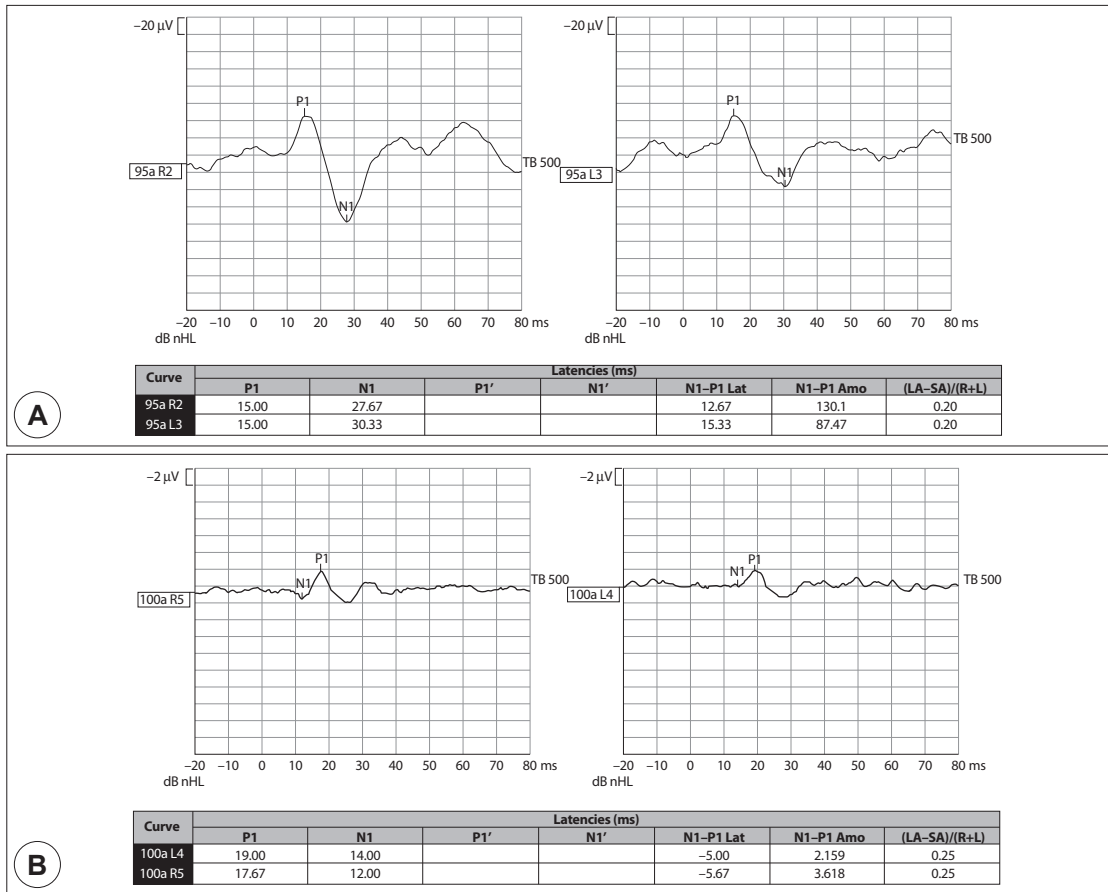 –20 µV
P1
N1
95a R2
TB 500
–20 –10 0 10 20 30 40 50 60 70 80 ms
dB nHL
–20 µV
P1
N1
95a L3
TB 500
–20 –10 0 10 20 30 40 50 60 70 80 ms
dB nHL
Curve Latencies (ms)
P1 N1 P1′ N1′ N1–P1 Lat N1–P1 Amo (LA–SA)/(R+L)
95a R2 15.00 27.67 12.67 130.1 0.20
95a L3 15.00 30.33 15.33 87.47 0.20
A
–2 µV
P1
N1
100a R5
TB 500
–20 –10 0 10 20 30 40 50 60 70 80 ms
dB nHL
–2 µV
P1
N1
100a L4
TB 500
–20 –10 0 10 20 30 40 50 60 70 80 ms
dB nHL
Curve Latencies (ms)
P1 N1 P1′ N1′ N1–P1 Lat N1–P1 Amo (LA–SA)/(R+L)
100a L4 19.00 14.00 –5.00 2.159 0.25
100a R5 17.67 12.00 –5.67 3.618 0.25
B